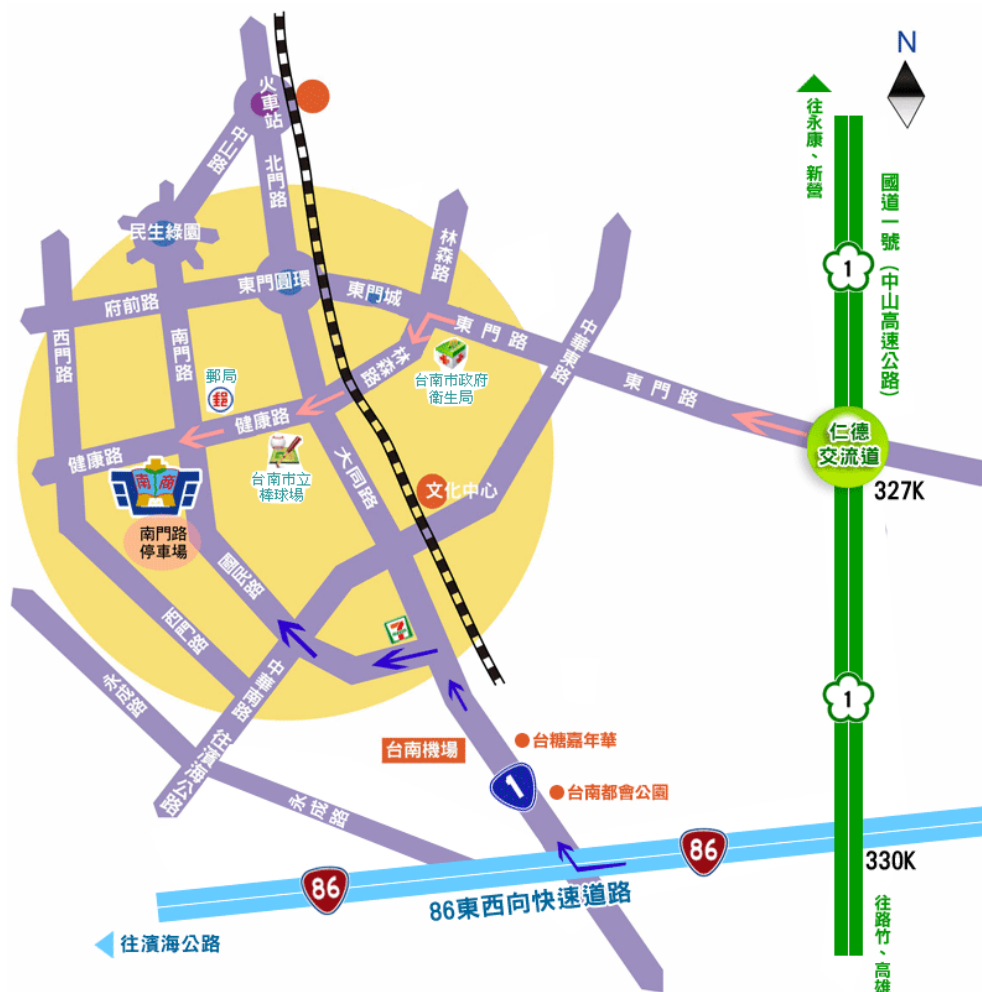 N
火車站
中山路
北門路
往永康、新營
國道一號（中山高速公路）
民生綠園
林森路
1
東門圓環
東門城
府前路
東門路
西門路
南門路
中華東路
林森路
郵局
郵
台南市政府
衛生局
東門路
健康路
仁德
交流道
健康路
大同路
台南市立
棒球場
南商
文化中心
327K
南門路
停車場
國民路
7
西門路
中華南路
永成路
1
往濱海公路
台南機場
台糖嘉年華
1
台南都會公園
永成路
86
330K
86
86東西向快速道路
往路竹、高雄
往濱海公路